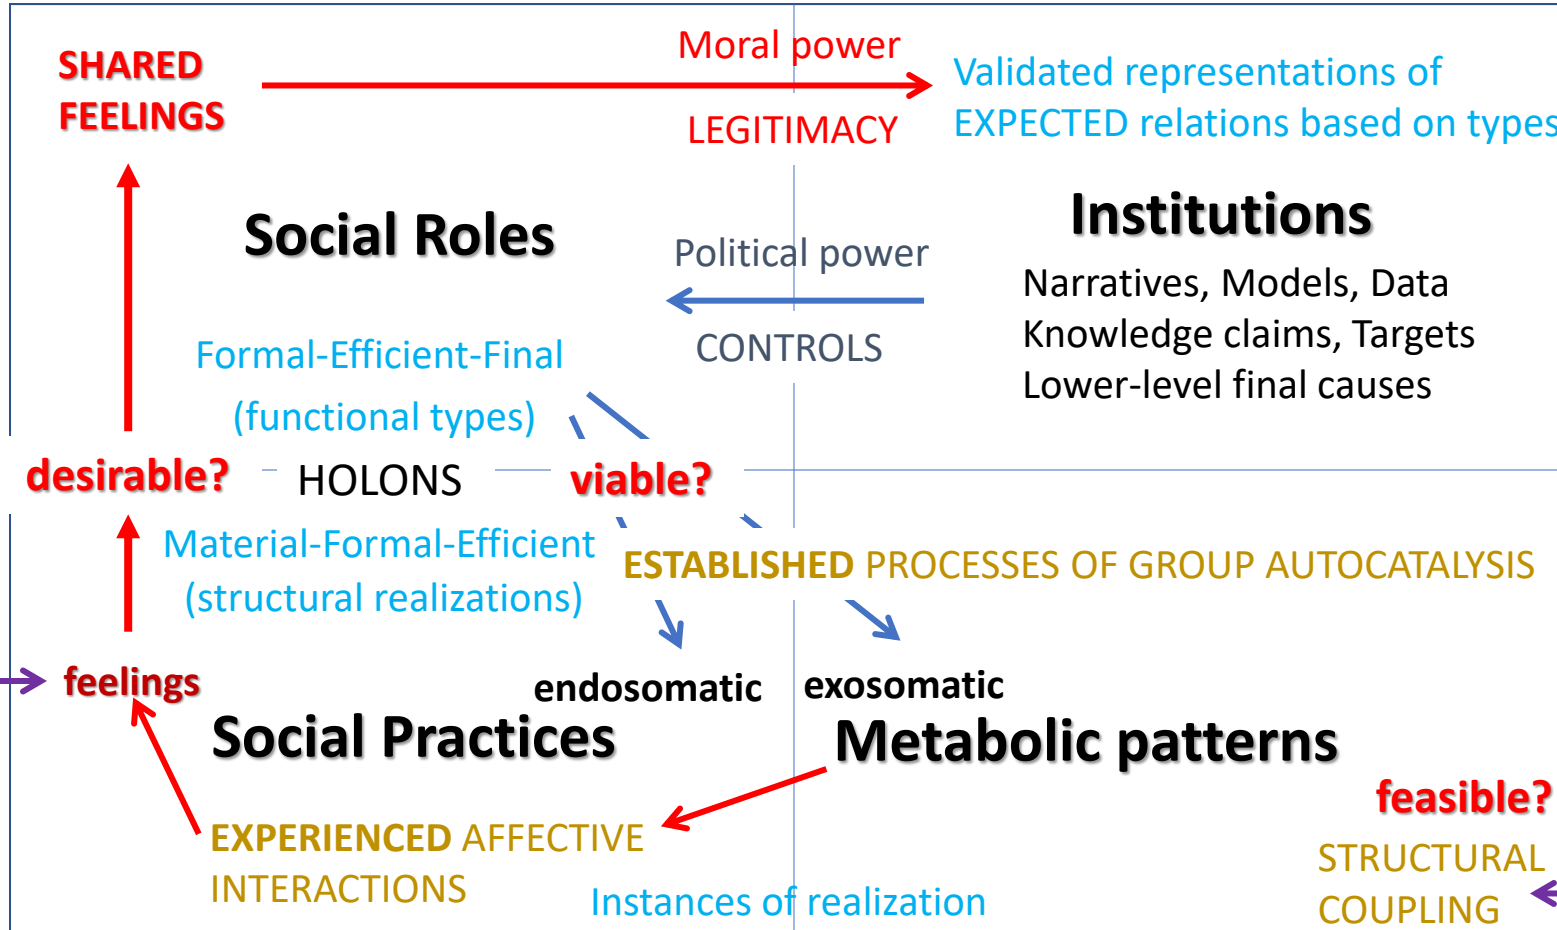 SHARED
FEELINGS
Moral power
LEGITIMACY
Validated representations of
EXPECTED relations based on types
Social Roles
Political power
CONTROLS
Institutions
Narratives, Models, Data
Knowledge claims, Targets
Lower-level final causes
Formal-Efficient-Final
(functional types)
desirable?
HOLONS
viable?
Material-Formal-Efficient
(structural realizations)
ESTABLISHED PROCESSES OF GROUP AUTOCATALYSIS
feelings
endosomatic
exosomatic
Social Practices
Metabolic patterns
feasible?
EXPERIENCED AFFECTIVE
INTERACTIONS
STRUCTURAL
COUPLING
Instances of realization